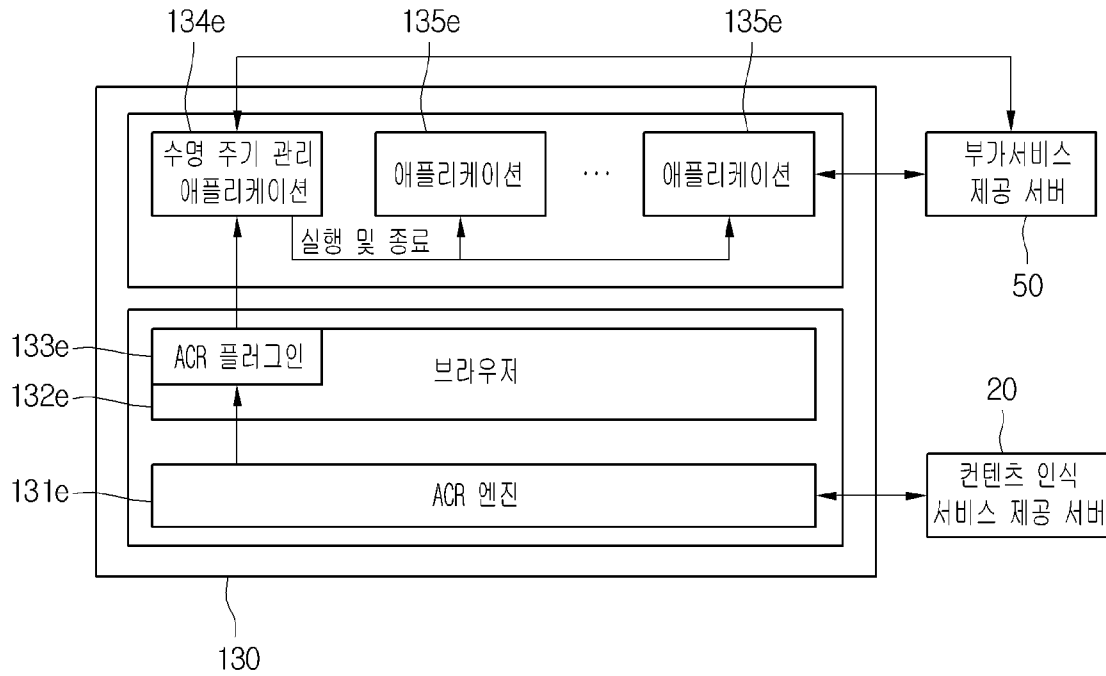 134e
135e
135e
수명 주기 관리
애플리케이션
애플리케이션
...
애플리케이션
부가서비스
제공 서버
실행 및 종료
50
133e
ACR 플러그인
브라우저
132e
20
131e
ACR 엔진
컨텐츠 인식
서비스 제공 서버
130